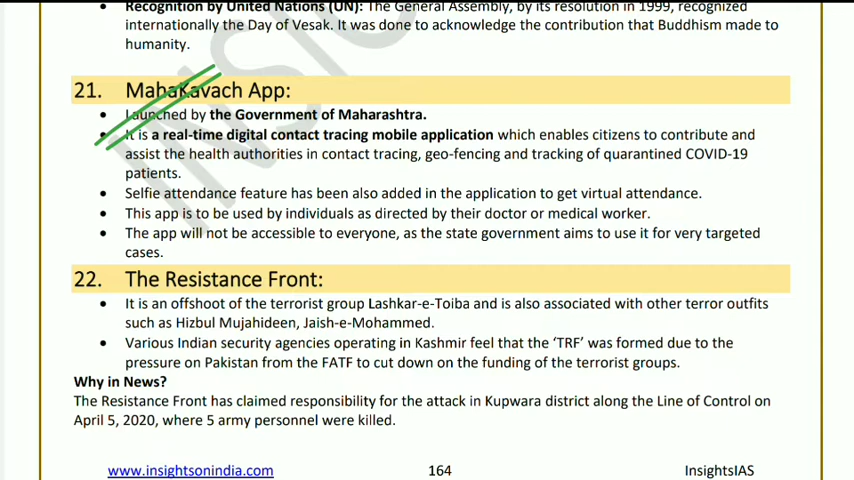 • Recognition by United Nations (UN): The General Assembly, by its resolution in 1999, recognized
internationally the Day of Vesak. It was done to acknowledge the contribution that Buddhism made to
humanity.
21. MahaKavach App:
• Launched by the Government of Maharashtra.
• It is a real-time digital contact tracing mobile application which enables citizens to contribute and
assist the health authorities in contact tracing, geo-fencing and tracking of quarantined COVID-19
patients.
• Selfie attendance feature has been also added in the application to get virtual attendance.
• This app is to be used by individuals as directed by their doctor or medical worker.
• The app will not be accessible to everyone, as the state government aims to use it for very targeted
cases.
22. The Resistance Front:
• It is an offshoot of the terrorist group Lashkar-e-Toiba and is also associated with other terror outfits
such as Hizbul Mujahideen, Jaish-e-Mohammed.
• Various Indian security agencies operating in Kashmir feel that the ‘TRF’ was formed due to the
pressure on Pakistan from the FATF to cut down on the funding of the terrorist groups.
Why in News?
The Resistance Front has claimed responsibility for the attack in Kupwara district along the Line of Control on
April 5, 2020, where 5 army personnel were killed.
www.insightsonindia.com 164 InsightsIAS